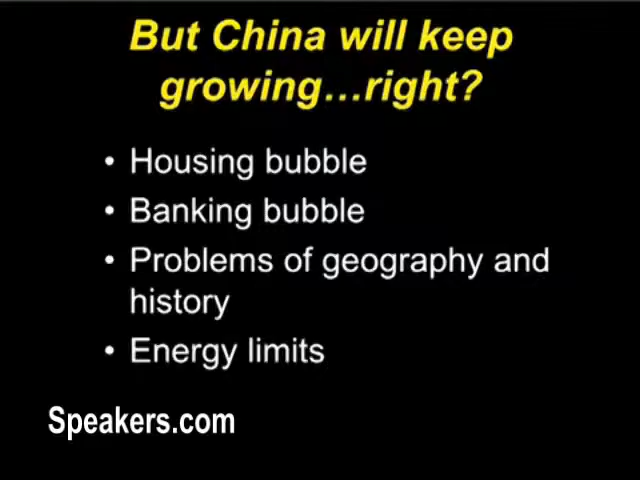 But China will keep
growing…right?
• Housing bubble
• Banking bubble
• Problems of geography and
history
• Energy limits
Speakers.com